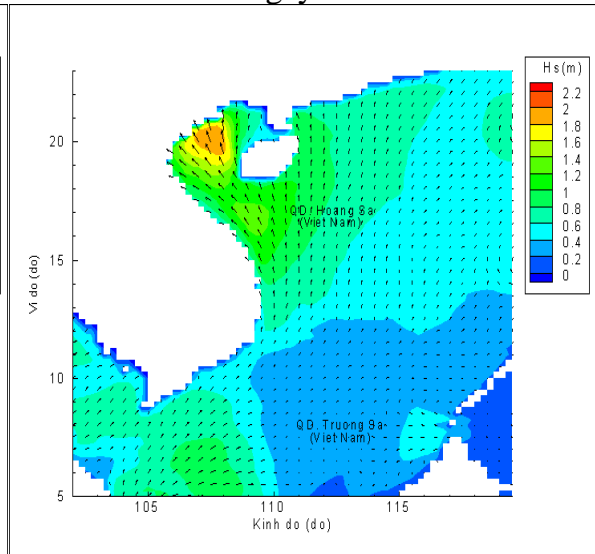 Hs(m)
2.2
2
1.8
1.6
1.4
1.2
1
0.8
0.6
0.4
0.2
0
20
15
10
5
Vi do (do)
QD. Hoang Sa
(Viet Nam)
QD. Truong Sa
(Viet Nam)
105
110
115
Kinh do (do)